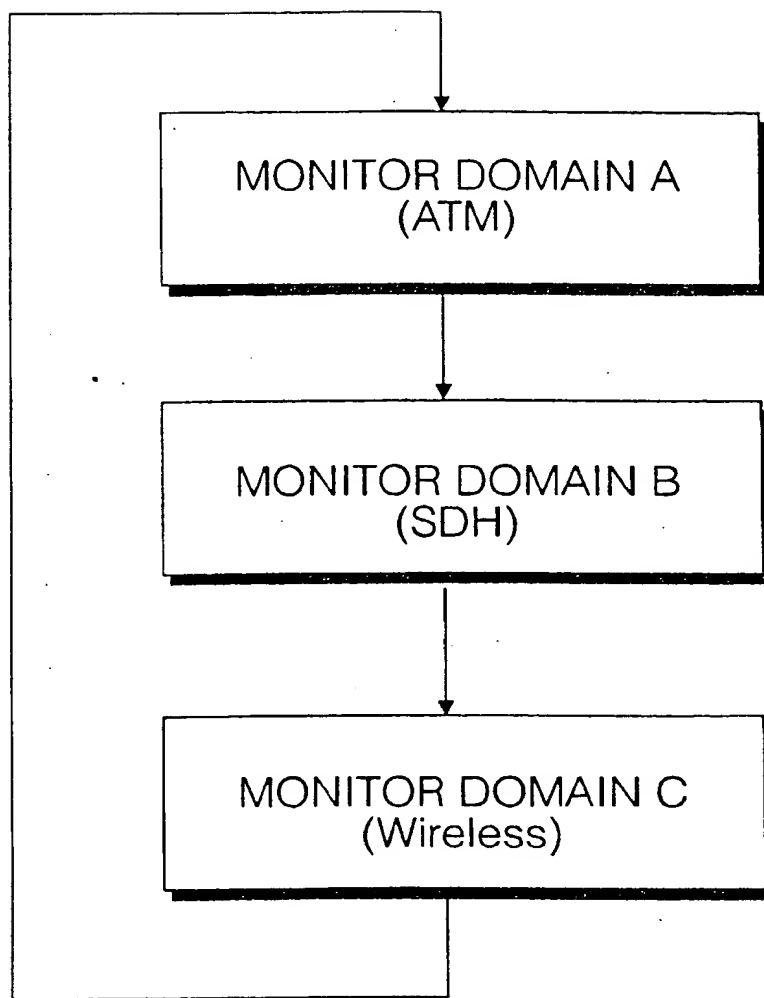 MONITOR DOMAIN A
(ATM)
MONITOR DOMAIN B
(SDH)
MONITOR DOMAIN C
(Wireless)